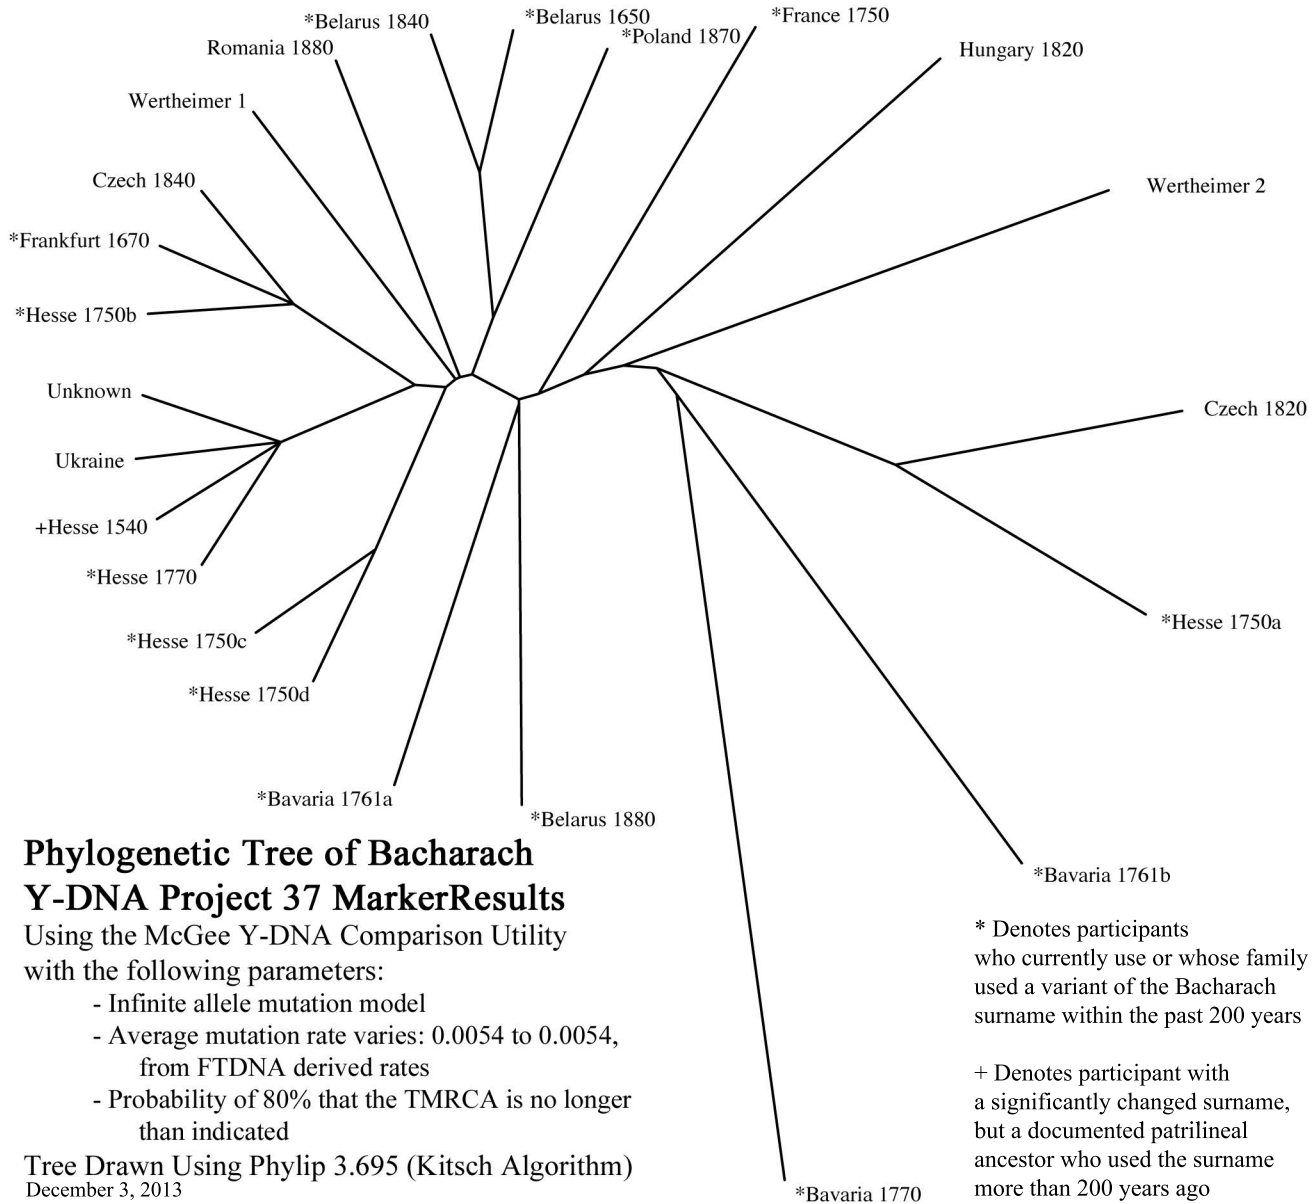 *Belarus 1840
*Belarus 1650
*France 1750
*Poland 1870
Romania 1880
Hungary 1820
Wertheimer 1
Czech 1840
Wertheimer 2
*Frankfurt 1670
*Hesse 1750b
Unknown
Czech 1820
Ukraine
+Hesse 1540
*Hesse 1770
*Hesse 1750a
*Hesse 1750c
*Hesse 1750d
*Bavaria 1761a
*Belarus 1880
*Bavaria 1761b
*Bavaria 1770
Phylogenetic Tree of Bacharach
Y-DNA Project 37 MarkerResults
Using the McGee Y-DNA Comparison Utility
with the following parameters:
- Infinite allele mutation model
- Average mutation rate varies: 0.0054 to 0.0054,
from FTDNA derived rates
- Probability of 80% that the TMRCA is no longer
than indicated
Tree Drawn Using Phylip 3.695 (Kitsch Algorithm)
December 3, 2013
* Denotes participants
who currently use or whose family
used a variant of the Bacharach
surname within the past 200 years
+ Denotes participant with
a significantly changed surname,
but a documented patrilineal
ancestor who used the surname
more than 200 years ago